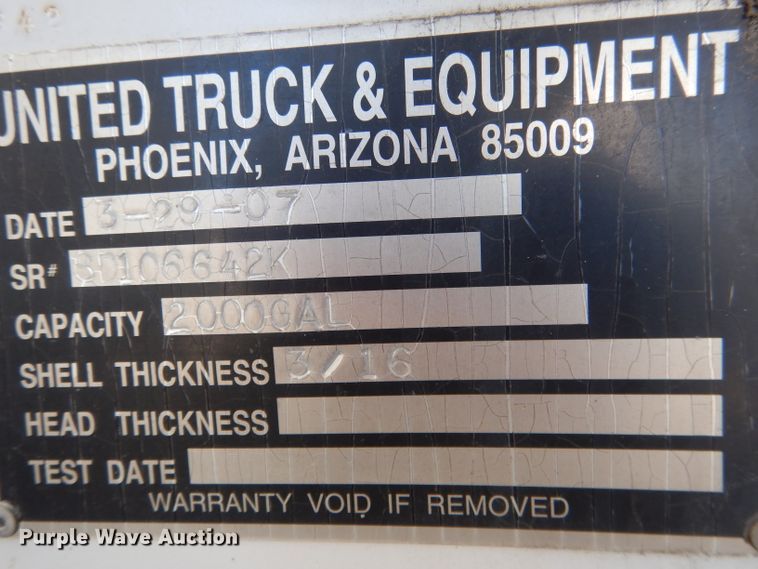 UNITED TRUCK & EQUIPMENT
PHOENIX, ARIZONA 85009
DATE 3-29-07
SR#
CAPACITY 2000GAL
SHELL THICKNESS 3/16
HEAD THICKNESS
TEST DATE
WARRANTY VOID IF REMOVED
Purple Wave Auction